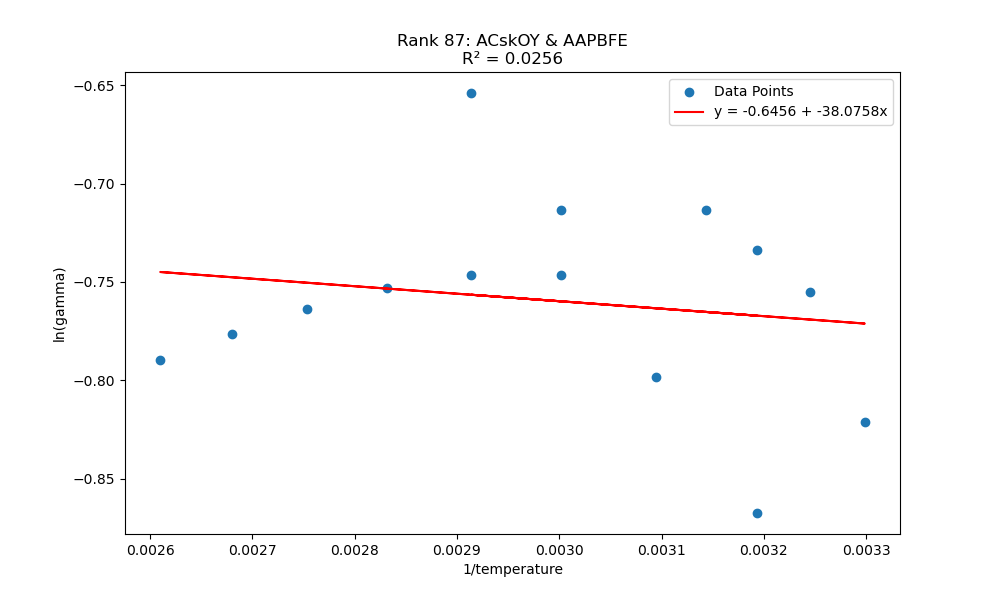 Rank 87: ACskOY & AAPBFE
R² = 0.0256
Data Points
y = -0.6456 + -38.0758x
−0.65
−0.70
−0.75
−0.80
−0.85
ln(gamma)
0.0026 0.0027 0.0028 0.0029 0.0030 0.0031 0.0032 0.0033
1/temperature